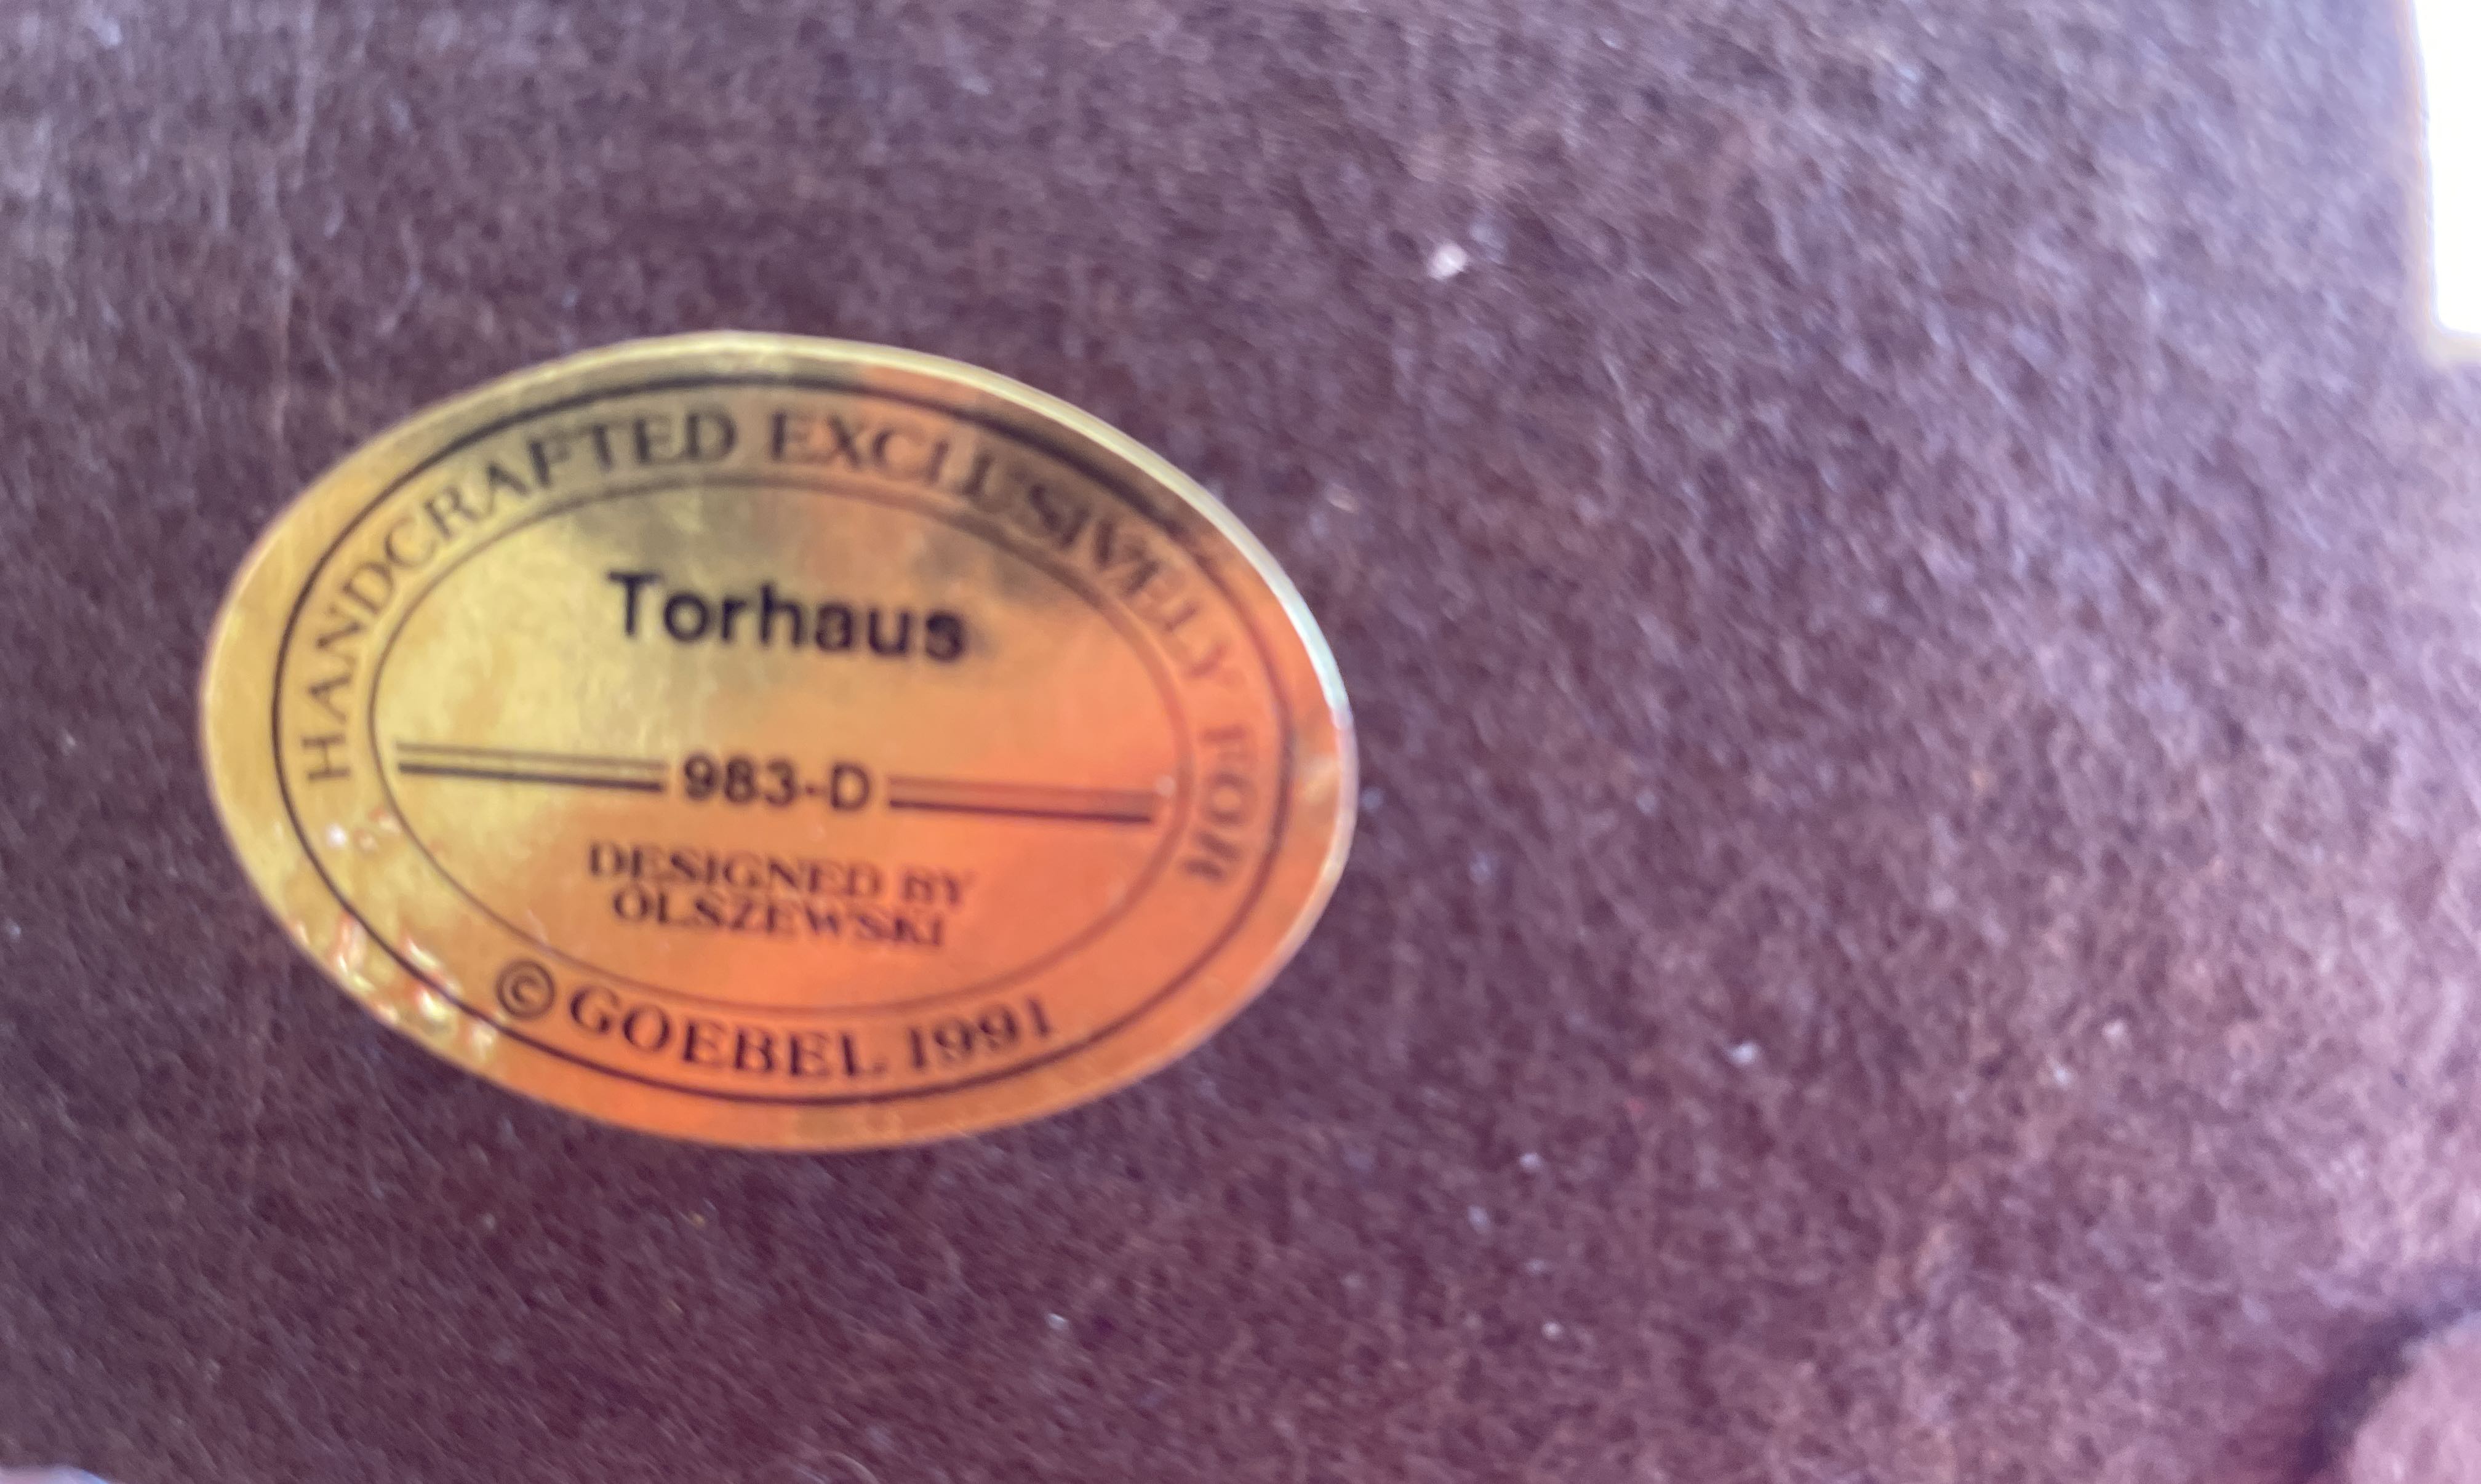 HANDCRAFTED EXCLUSIVELY FOR
Torhaus
983-D
DESIGNED BY
OLSZEWSKI
© GOEBEL 1991